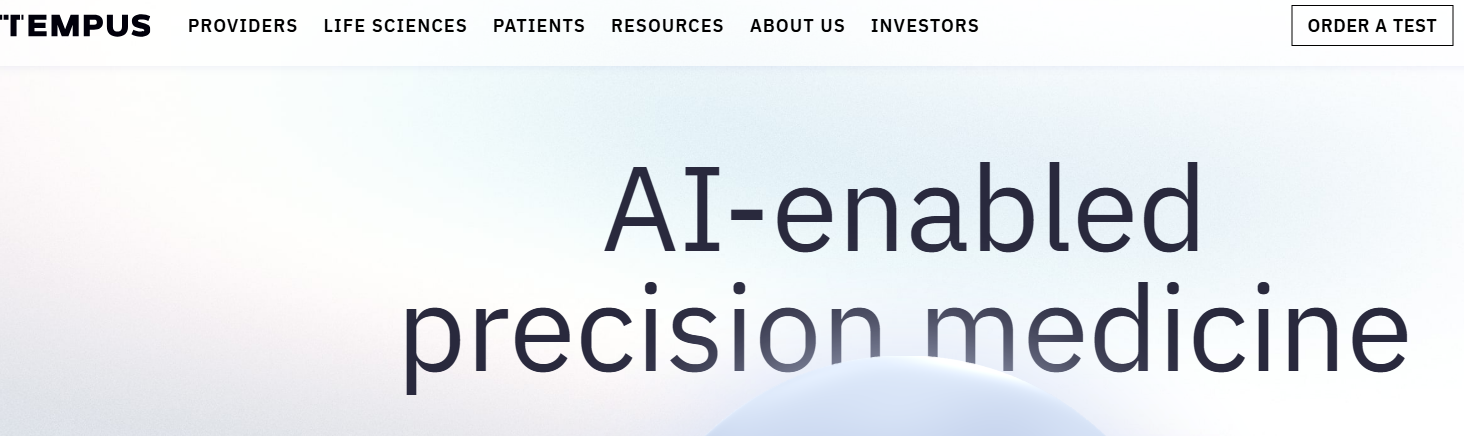 TEMPUS PROVIDERS LIFE SCIENCES PATIENTS RESOURCES ABOUT US INVESTORS ORDER A TEST
AI-enabled
precision medicine